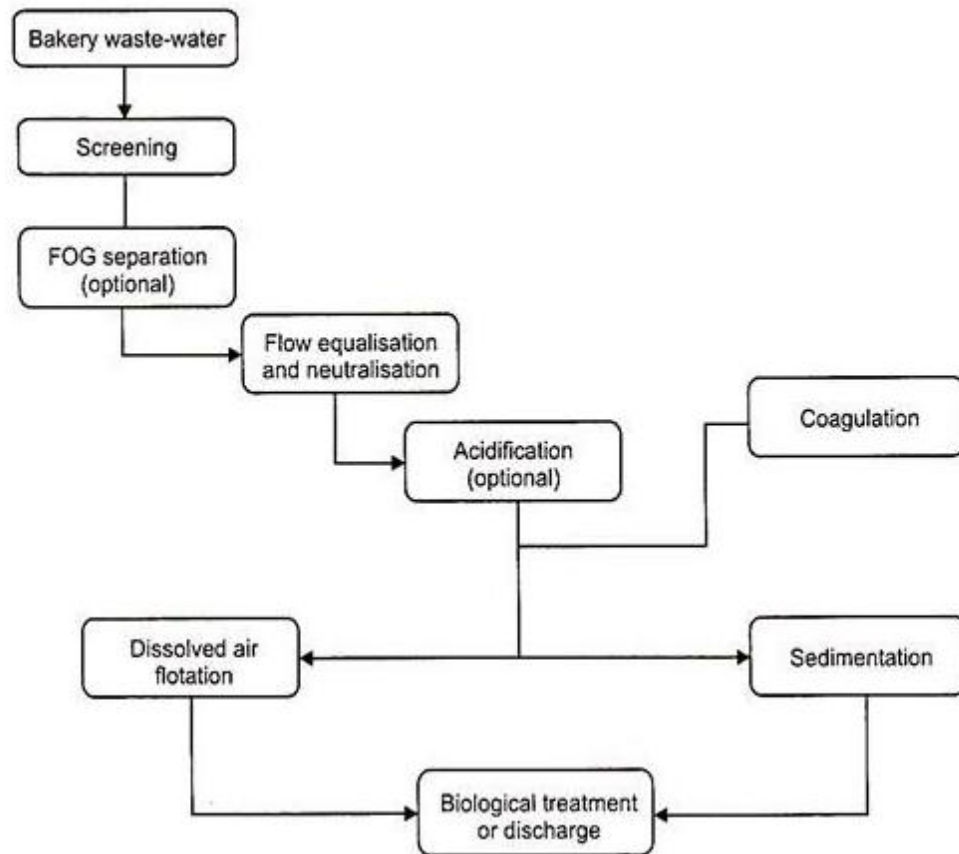 Bakery waste-water
Screening
FOG separation
(optional)
Flow equalisation
and neutralisation
Acidification
(optional)
Coagulation
Dissolved air
flotation
Sedimentation
Biological treatment
or discharge